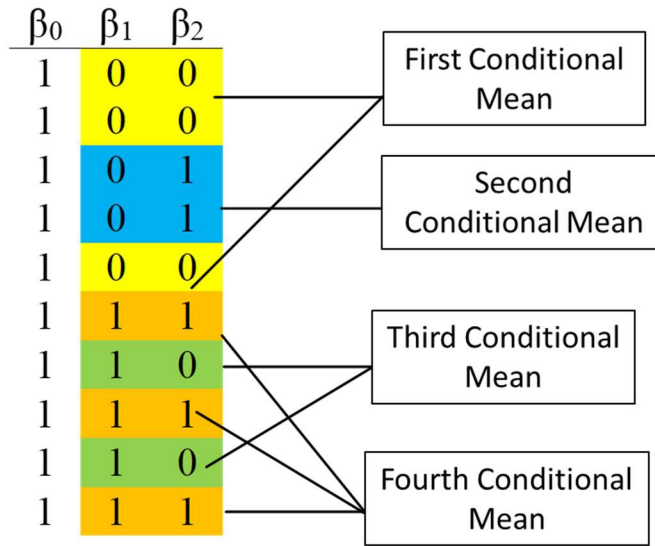 β₀ β₁ β₂
1 0 0
1 0 0
1 0 1
1 0 1
1 0 0
1 1 1
1 1 0
1 1 1
1 1 0
1 1 1
First Conditional
Mean
Second
Conditional Mean
Third Conditional
Mean
Fourth Conditional
Mean